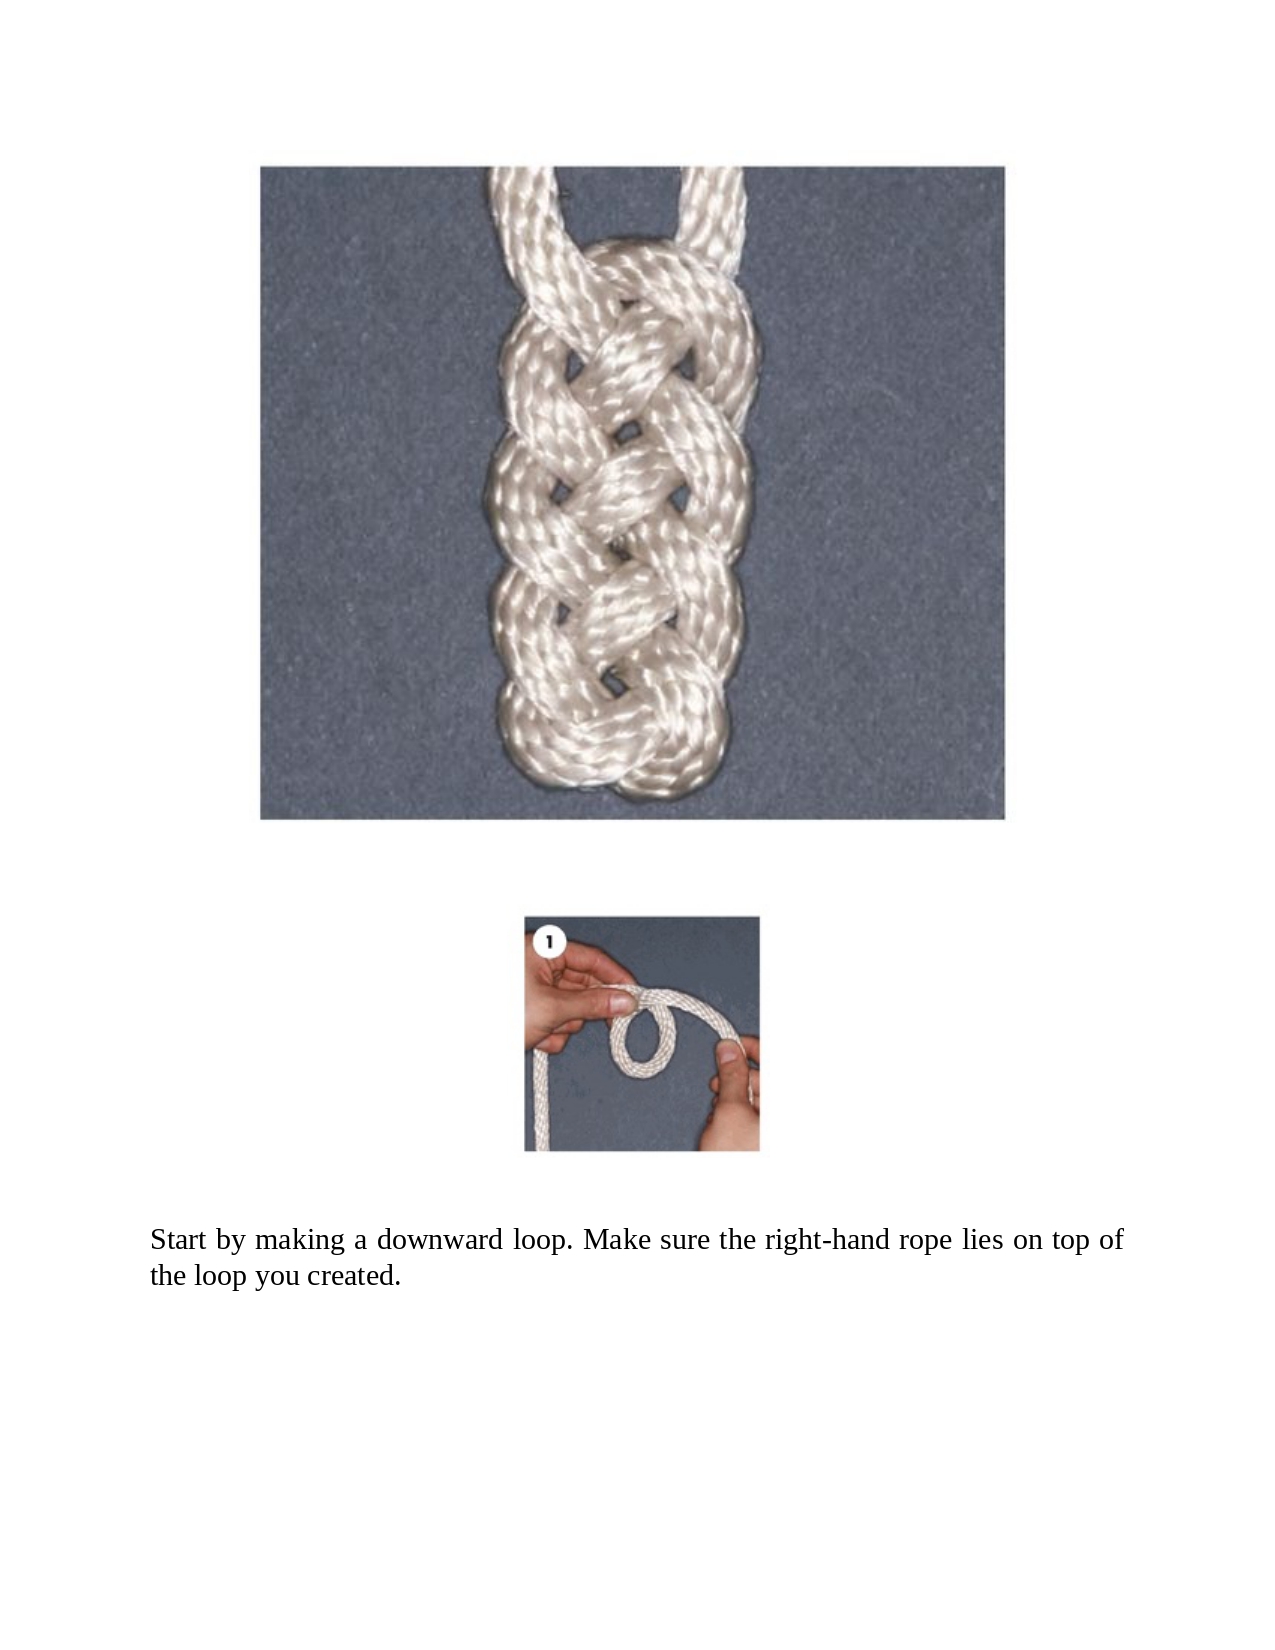 1
Start by making a downward loop. Make sure the right-hand rope lies on top of
the loop you created.